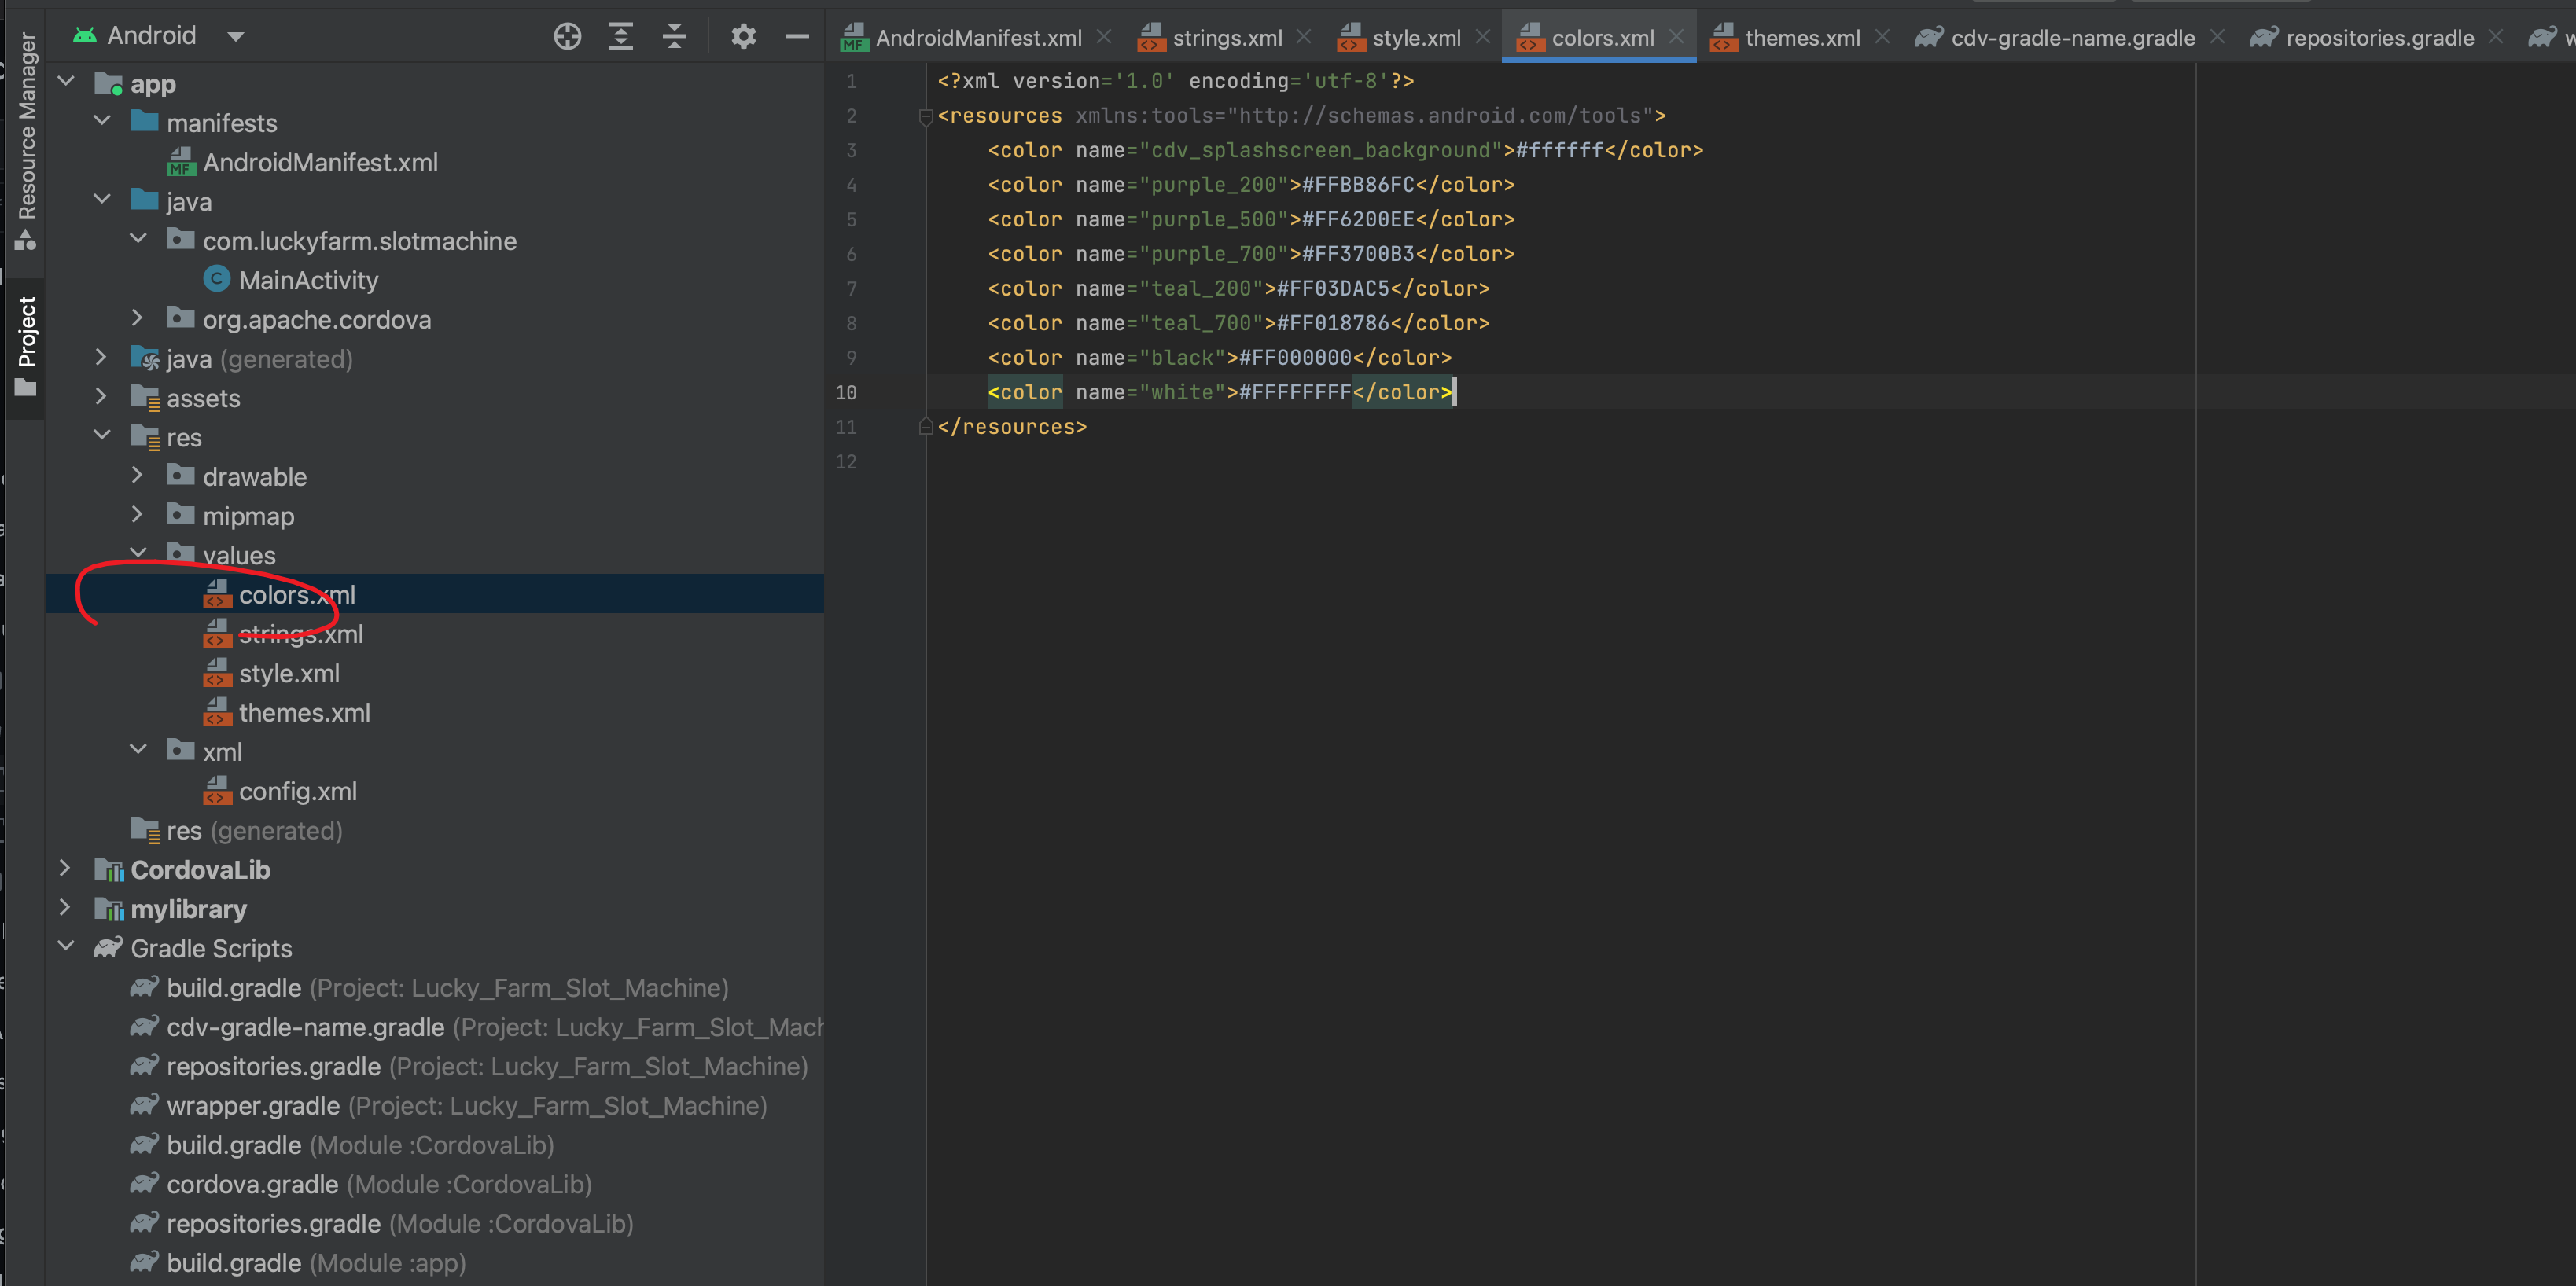 Android
AndroidManifest.xml
strings.xml
style.xml
colors.xml
themes.xml
cdv-gradle-name.gradle
repositories.gradle
Resource Manager
Project
app
manifests
AndroidManifest.xml
java
com.luckyfarm.slotmachine
MainActivity
org.apache.cordova
java (generated)
assets
res
drawable
mipmap
values
colors.xml
strings.xml
style.xml
themes.xml
xml
config.xml
res (generated)
CordovaLib
mylibrary
Gradle Scripts
build.gradle (Project: Lucky_Farm_Slot_Machine)
cdv-gradle-name.gradle (Project: Lucky_Farm_Slot_Mach
repositories.gradle (Project: Lucky_Farm_Slot_Machine)
wrapper.gradle (Project: Lucky_Farm_Slot_Machine)
build.gradle (Module :CordovaLib)
cordova.gradle (Module :CordovaLib)
repositories.gradle (Module :CordovaLib)
build.gradle (Module :app)
1 <?xml version='1.0' encoding='utf-8'?>
2 <resources xmlns:tools="http://schemas.android.com/tools">
3 <color name="cdv_splashscreen_background">#ffffff</color>
4 <color name="purple_200">#FFBB86FC</color>
5 <color name="purple_500">#FF6200EE</color>
6 <color name="purple_700">#FF3700B3</color>
7 <color name="teal_200">#FF03DAC5</color>
8 <color name="teal_700">#FF018786</color>
9 <color name="black">#FF000000</color>
10 <color name="white">#FFFFFFFF</color>
11 </resources>
12